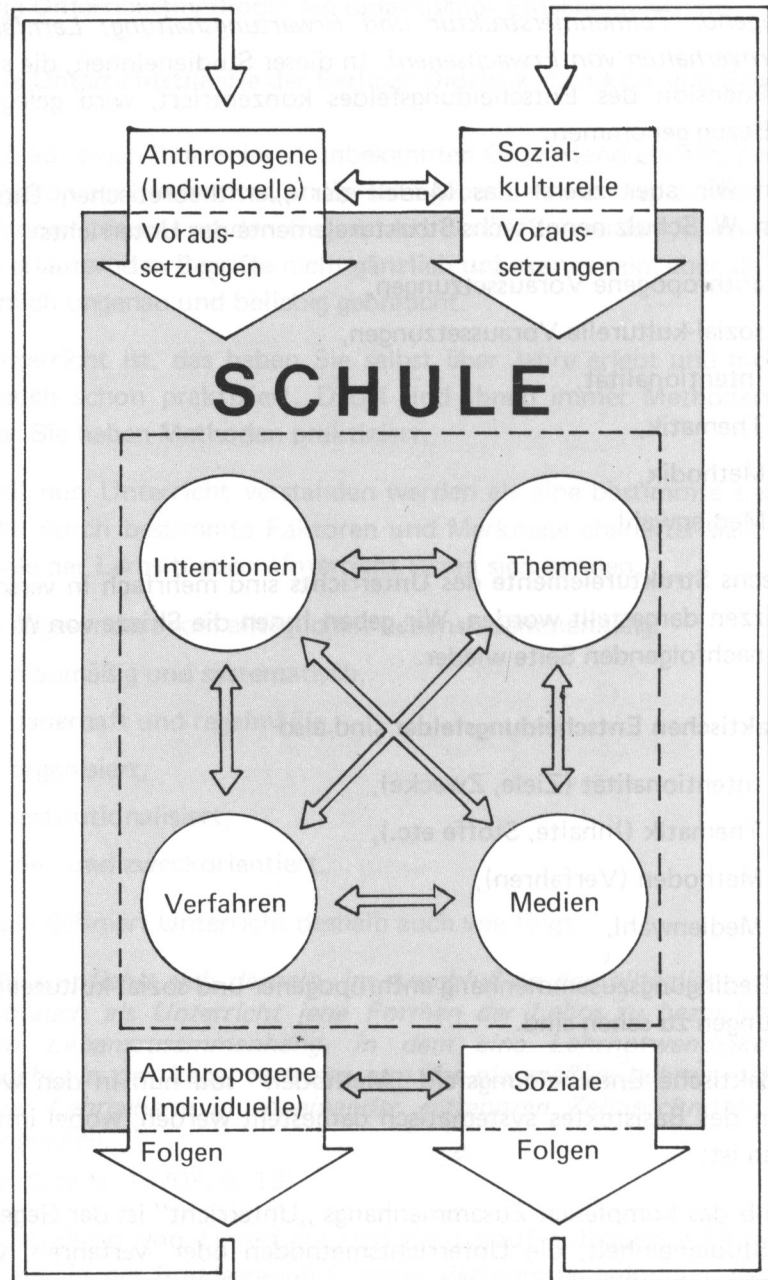 Anthropogene
(Individuelle)
Voraus-
setzungen
Sozial-
kulturelle
Voraus-
setzungen
SCHULE
Intentionen
Themen
Verfahren
Medien
Anthropogene
(Individuelle)
Folgen
Soziale
Folgen